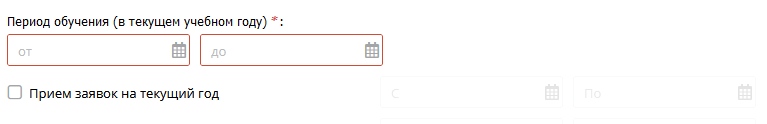 Период обучения (в текущем учебном году) *:
от до
Прием заявок на текущий год С По